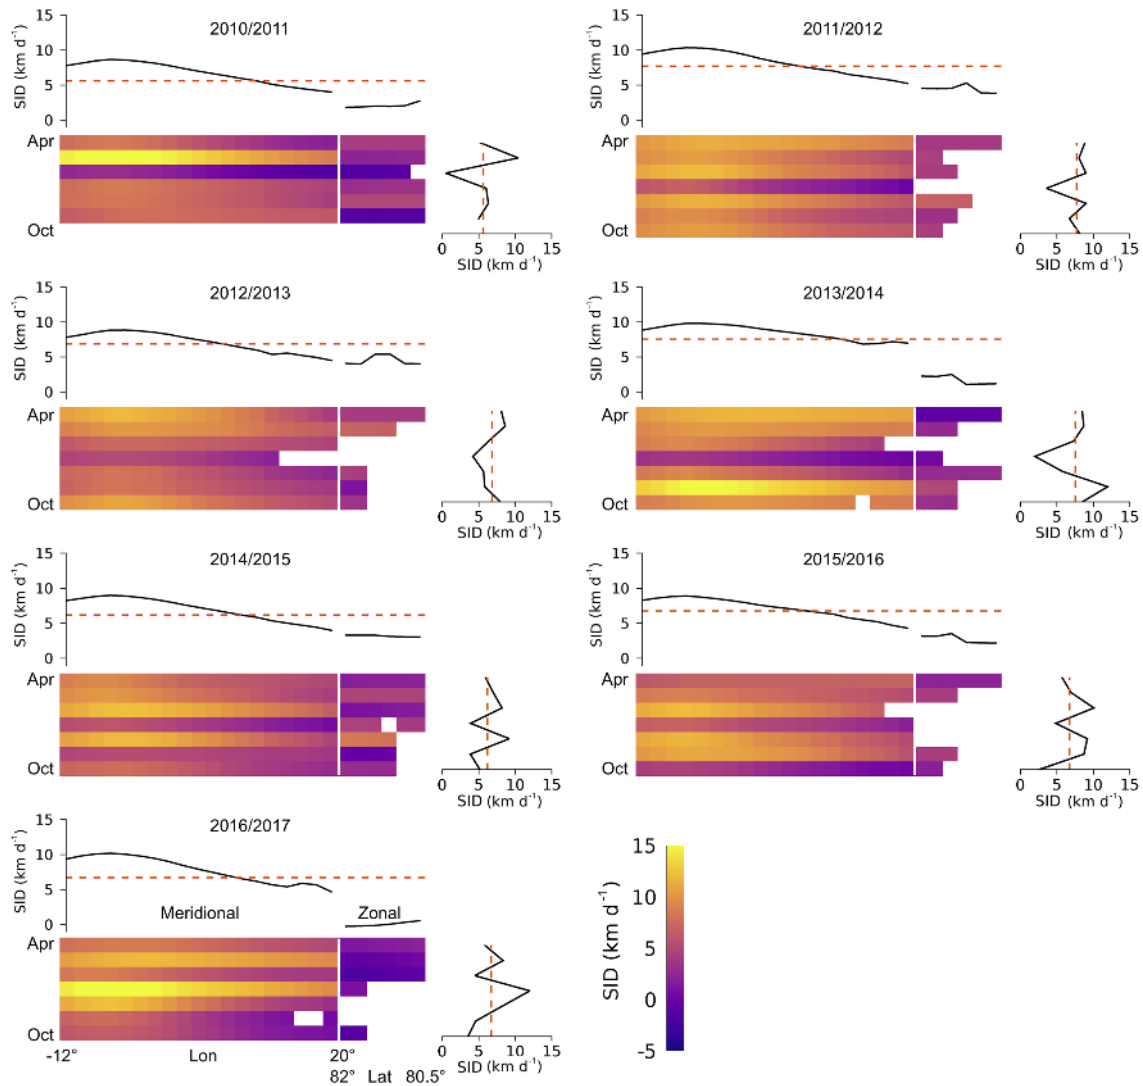 2010/2011
SID (km d⁻¹)
15
10
5
0
Apr
Oct
0 5 10 15
SID (km d⁻¹)
2011/2012
SID (km d⁻¹)
15
10
5
0
0 5 10 15
SID (km d⁻¹)
2012/2013
SID (km d⁻¹)
15
10
5
0
Apr
Oct
0 5 10 15
SID (km d⁻¹)
2013/2014
SID (km d⁻¹)
15
10
5
0
Apr
Oct
0 5 10 15
SID (km d⁻¹)
2014/2015
SID (km d⁻¹)
15
10
5
0
Apr
Oct
0 5 10 15
SID (km d⁻¹)
2015/2016
SID (km d⁻¹)
15
10
5
0
Apr
Oct
0 5 10 15
SID (km d⁻¹)
2016/2017
SID (km d⁻¹)
15
10
5
0
Meridional Zonal
Apr
Oct
0 5 10 15
SID (km d⁻¹)
-12° Lon 20°
82° Lat 80.5°
SID (km d⁻¹)
15
10
5
0
-5